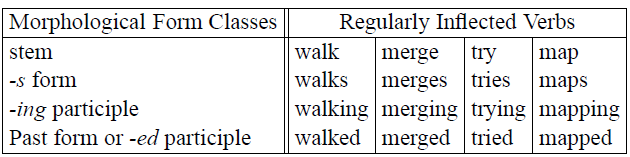 Morphological Form Classes Regularly Inflected Verbs
stem walk merge try map
-s form walks merges tries maps
-ing participle walking merging trying mapping
Past form or -ed participle walked merged tried mapped